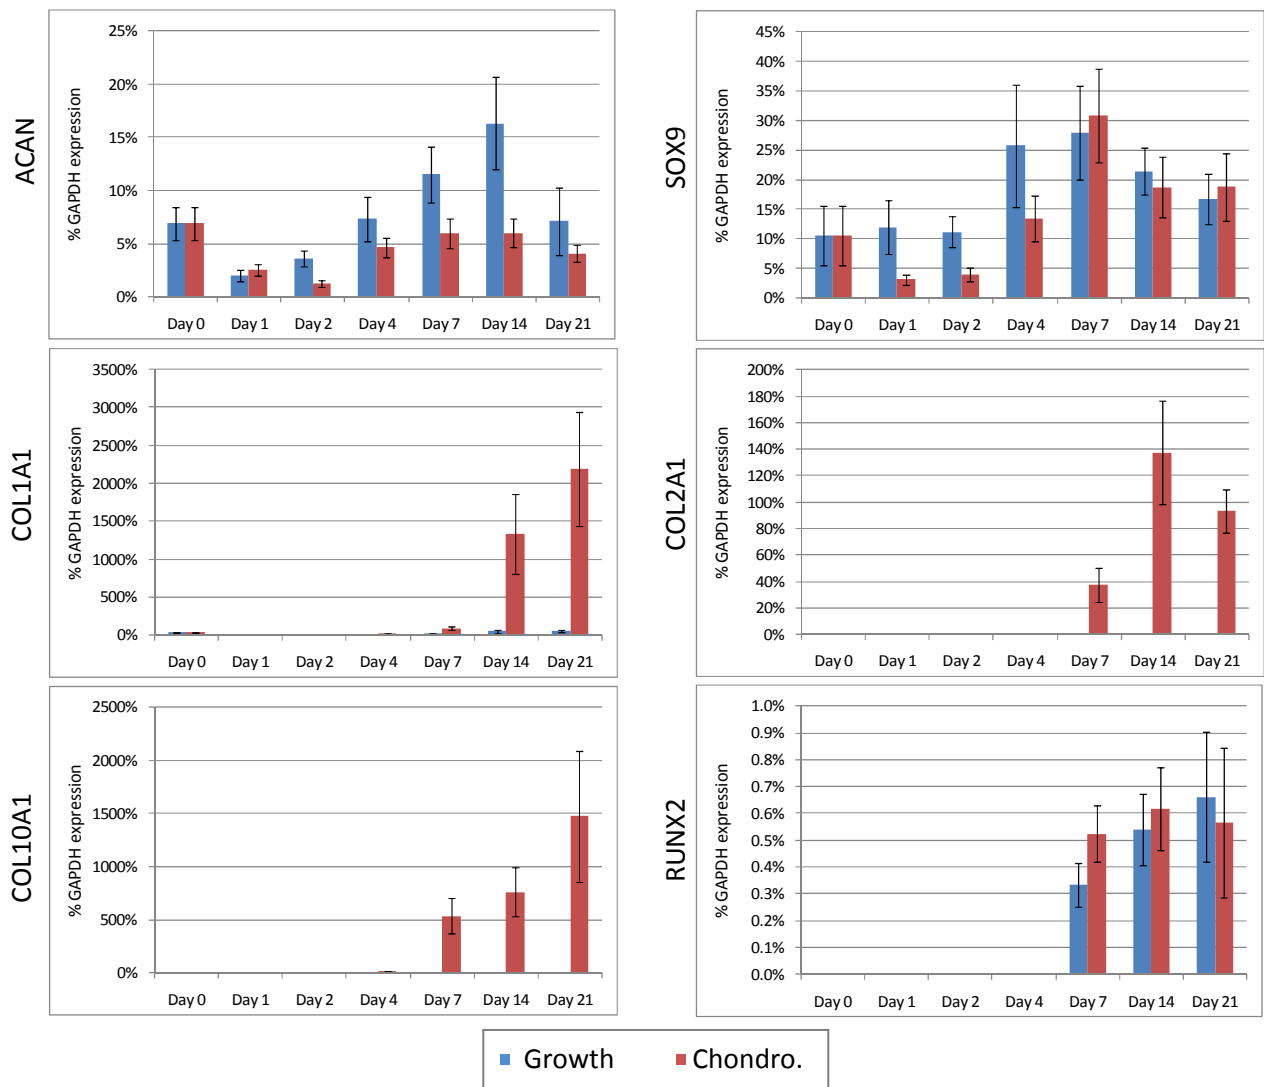 ACAN
% GAPDH expression
25%
20%
15%
10%
5%
0%
Day 0 Day 1 Day 2 Day 4 Day 7 Day 14 Day 21
SOX9
% GAPDH expression
45%
40%
35%
30%
25%
20%
15%
10%
5%
0%
Day 0 Day 1 Day 2 Day 4 Day 7 Day 14 Day 21
COL1A1
% GAPDH expression
3500%
3000%
2500%
2000%
1500%
1000%
500%
0%
Day 0 Day 1 Day 2 Day 4 Day 7 Day 14 Day 21
COL2A1
% GAPDH expression
200%
180%
160%
140%
120%
100%
80%
60%
40%
20%
0%
Day 0 Day 1 Day 2 Day 4 Day 7 Day 14 Day 21
COL10A1
% GAPDH expression
2500%
2000%
1500%
1000%
500%
0%
Day 0 Day 1 Day 2 Day 4 Day 7 Day 14 Day 21
RUNX2
% GAPDH expression
1.0%
0.9%
0.8%
0.7%
0.6%
0.5%
0.4%
0.3%
0.2%
0.1%
0.0%
Day 0 Day 1 Day 2 Day 4 Day 7 Day 14 Day 21
Growth Chondro.